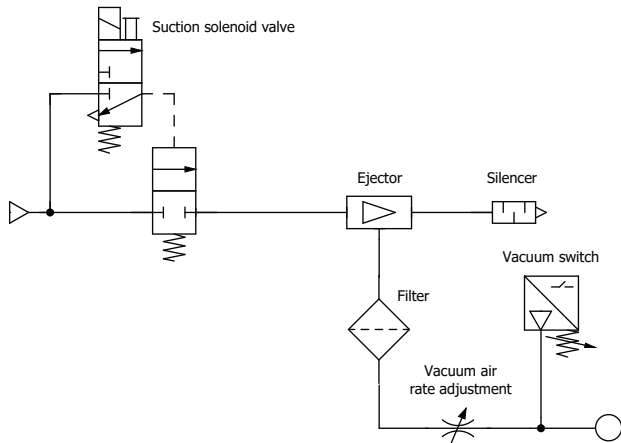 Suction solenoid valve
Ejector
Silencer
Vacuum switch
Filter
Vacuum air
rate adjustment